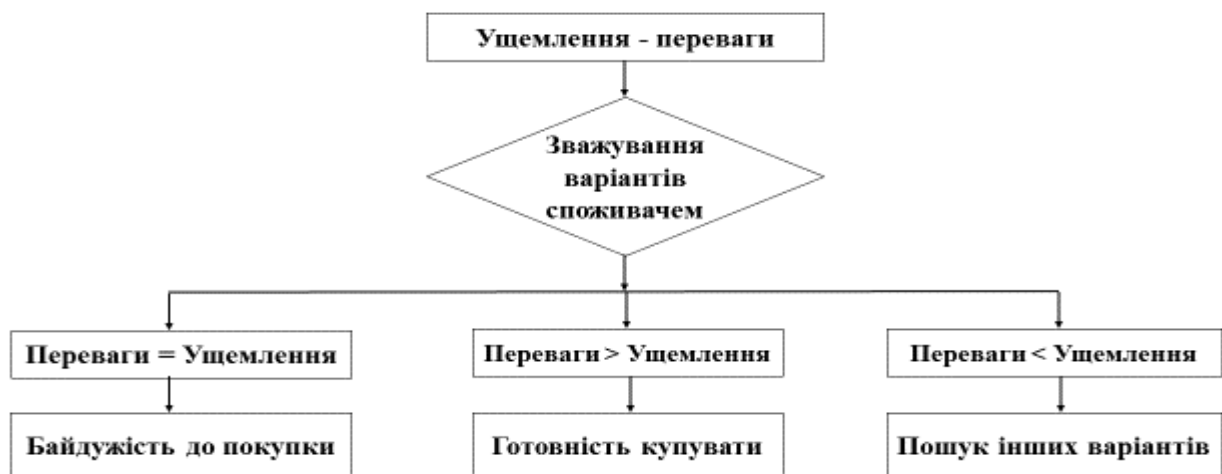 Ущемлення - переваги
Зважування
варіантів
споживачем
Переваги = Ущемлення
Переваги > Ущемлення
Переваги < Ущемлення
Байдужість до покупки
Готовність купувати
Пошук інших варіантів